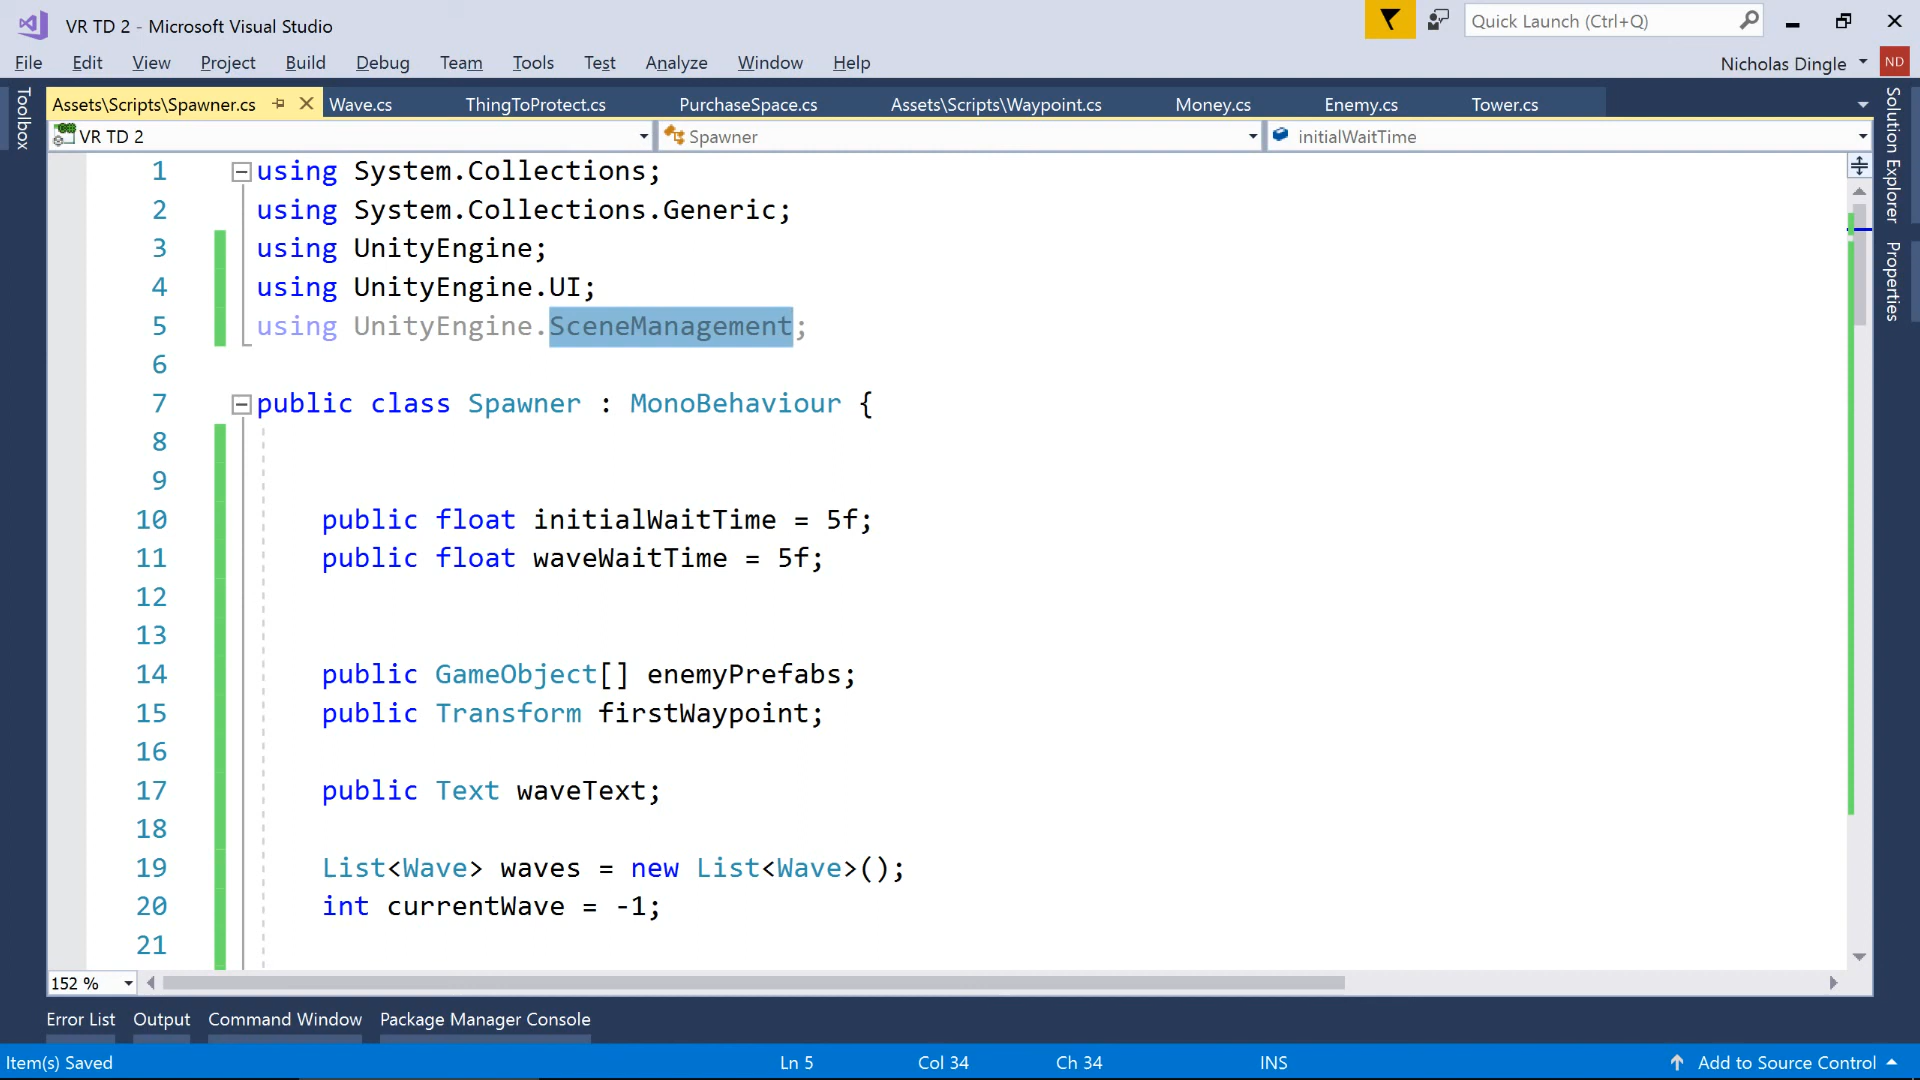 VR TD 2 - Microsoft Visual Studio
Quick Launch (Ctrl+Q)
File Edit View Project Build Debug Team Tools Test Analyze Window Help
Nicholas Dingle ND
Toolbox
Assets\Scripts\Spawner.cs Wave.cs ThingToProtect.cs PurchaseSpace.cs Assets\Scripts\Waypoint.cs Money.cs Enemy.cs Tower.cs
VR TD 2 Spawner initialWaitTime
1 using System.Collections;
2 using System.Collections.Generic;
3 using UnityEngine;
4 using UnityEngine.UI;
5 using UnityEngine.SceneManagement;
6
7 public class Spawner : MonoBehaviour {
8
9
10 public float initialWaitTime = 5f;
11 public float waveWaitTime = 5f;
12
13
14 public GameObject[] enemyPrefabs;
15 public Transform firstWaypoint;
16
17 public Text waveText;
18
19 List<Wave> waves = new List<Wave>();
20 int currentWave = -1;
21
Solution Explorer
Properties
152 %
Error List Output Command Window Package Manager Console
Item(s) Saved Ln 5 Col 34 Ch 34 INS Add to Source Control